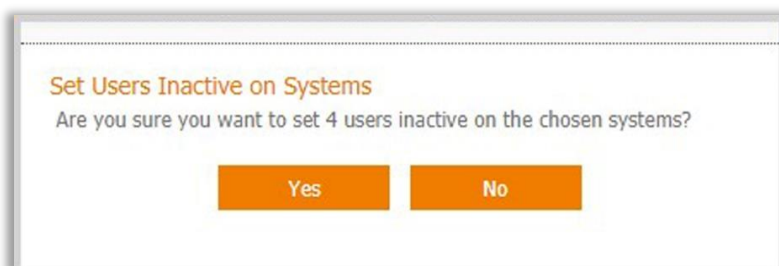 Set Users Inactive on Systems
Are you sure you want to set 4 users inactive on the chosen systems?
Yes No